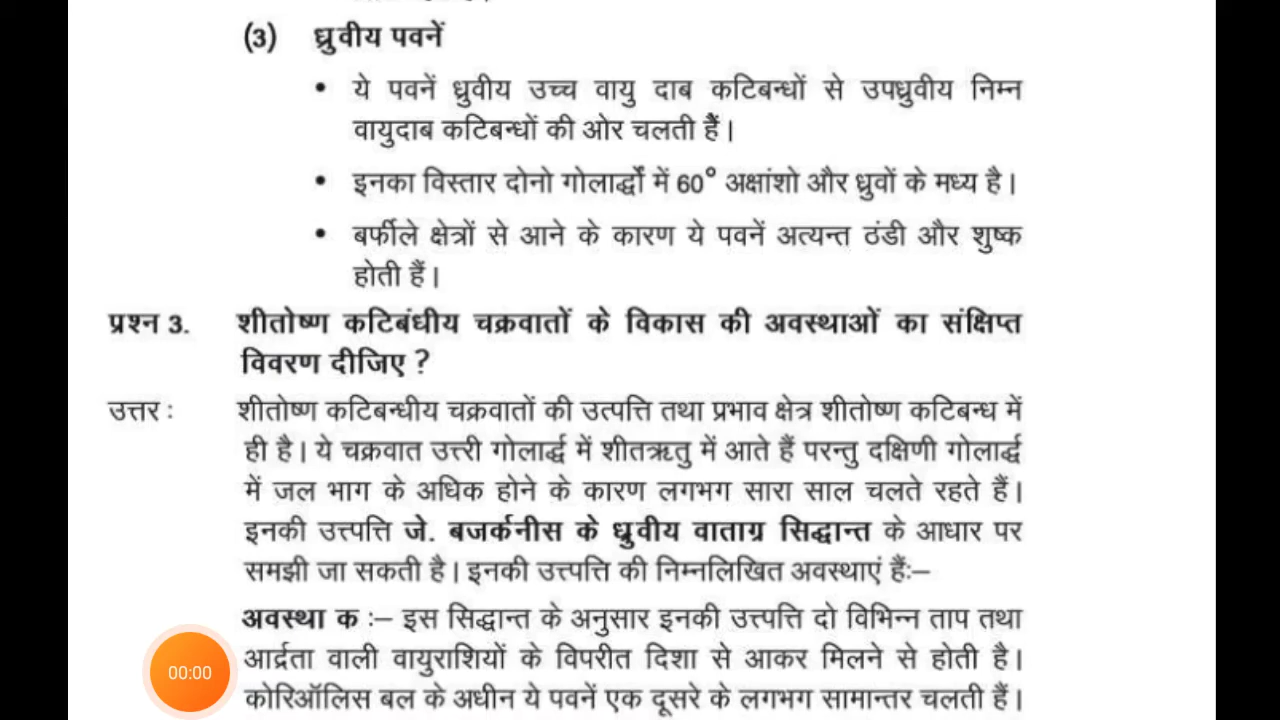 (3) ध्रुवीय पवनें
• ये पवनें ध्रुवीय उच्च वायु दाब कटिबन्धों से उपध्रुवीय निम्न
वायुदाब कटिबन्धों की ओर चलती हैं।
• इनका विस्तार दोनो गोलार्द्धों में 60° अक्षांशो और ध्रुवों के मध्य है।
• बर्फीले क्षेत्रों से आने के कारण ये पवनें अत्यन्त ठंडी और शुष्क
होती हैं।
प्रश्न 3. शीतोष्ण कटिबंधीय चक्रवातों के विकास की अवस्थाओं का संक्षिप्त
विवरण दीजिए ?
उत्तर : शीतोष्ण कटिबन्धीय चक्रवातों की उत्पत्ति तथा प्रभाव क्षेत्र शीतोष्ण कटिबन्ध में
ही है। ये चक्रवात उत्त्री गोलार्द्ध में शीतऋतु में आते हैं परन्तु दक्षिणी गोलार्द्ध
में जल भाग के अधिक होने के कारण लगभग सारा साल चलते रहते हैं।
इनकी उत्त्पत्ति जे. बजर्कनीस के ध्रुवीय वाताग्र सिद्धान्त के आधार पर
समझी जा सकती है। इनकी उत्त्पत्ति की निम्नलिखित अवस्थाएं हैंः–
अवस्था क :– इस सिद्धान्त के अनुसार इनकी उत्त्पत्ति दो विभिन्न ताप तथा
आर्द्रता वाली वायुराशियों के विपरीत दिशा से आकर मिलने से होती है।
00:00
कोरिऑलिस बल के अधीन ये पवनें एक दूसरे के लगभग सामान्तर चलती हैं।